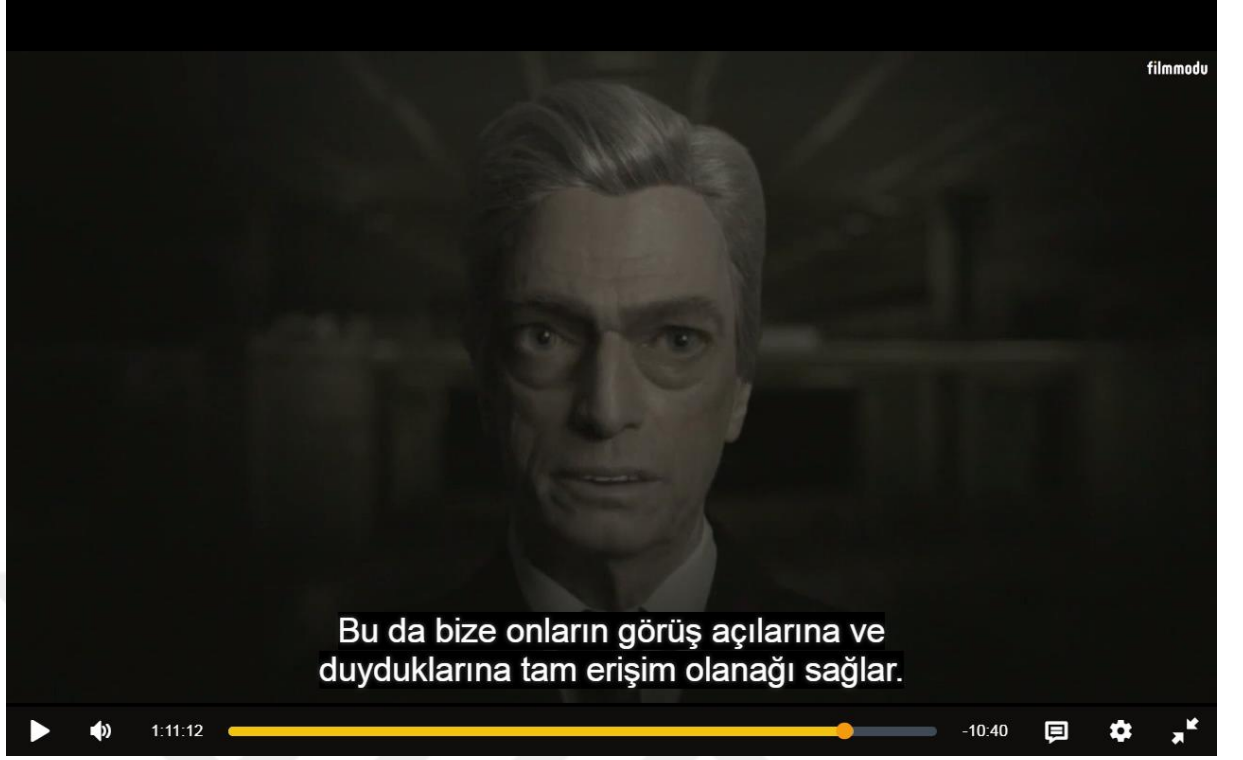 filmmodu
Bu da bize onların görüş açılarına ve
duyduklarına tam erişim olanağı sağlar.
1:11:12 -10:40